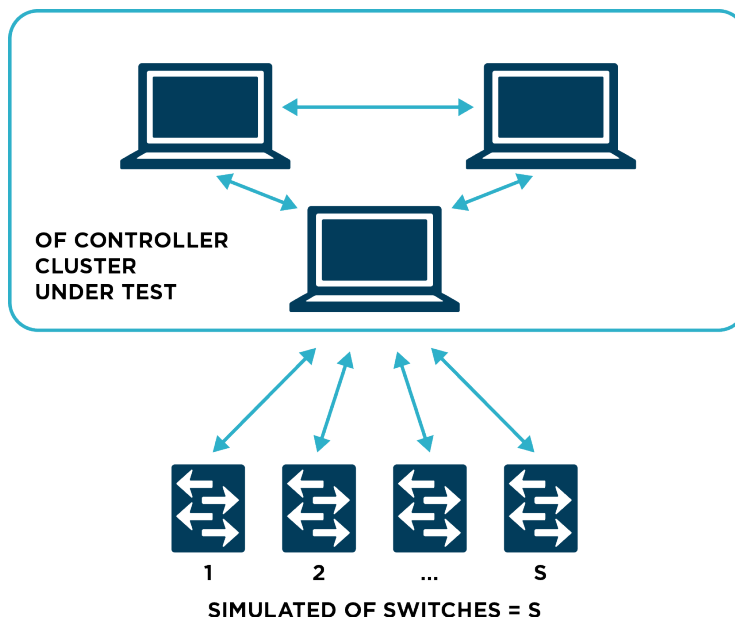 OF CONTROLLER
CLUSTER
UNDER TEST
1 2 ... S
SIMULATED OF SWITCHES = S